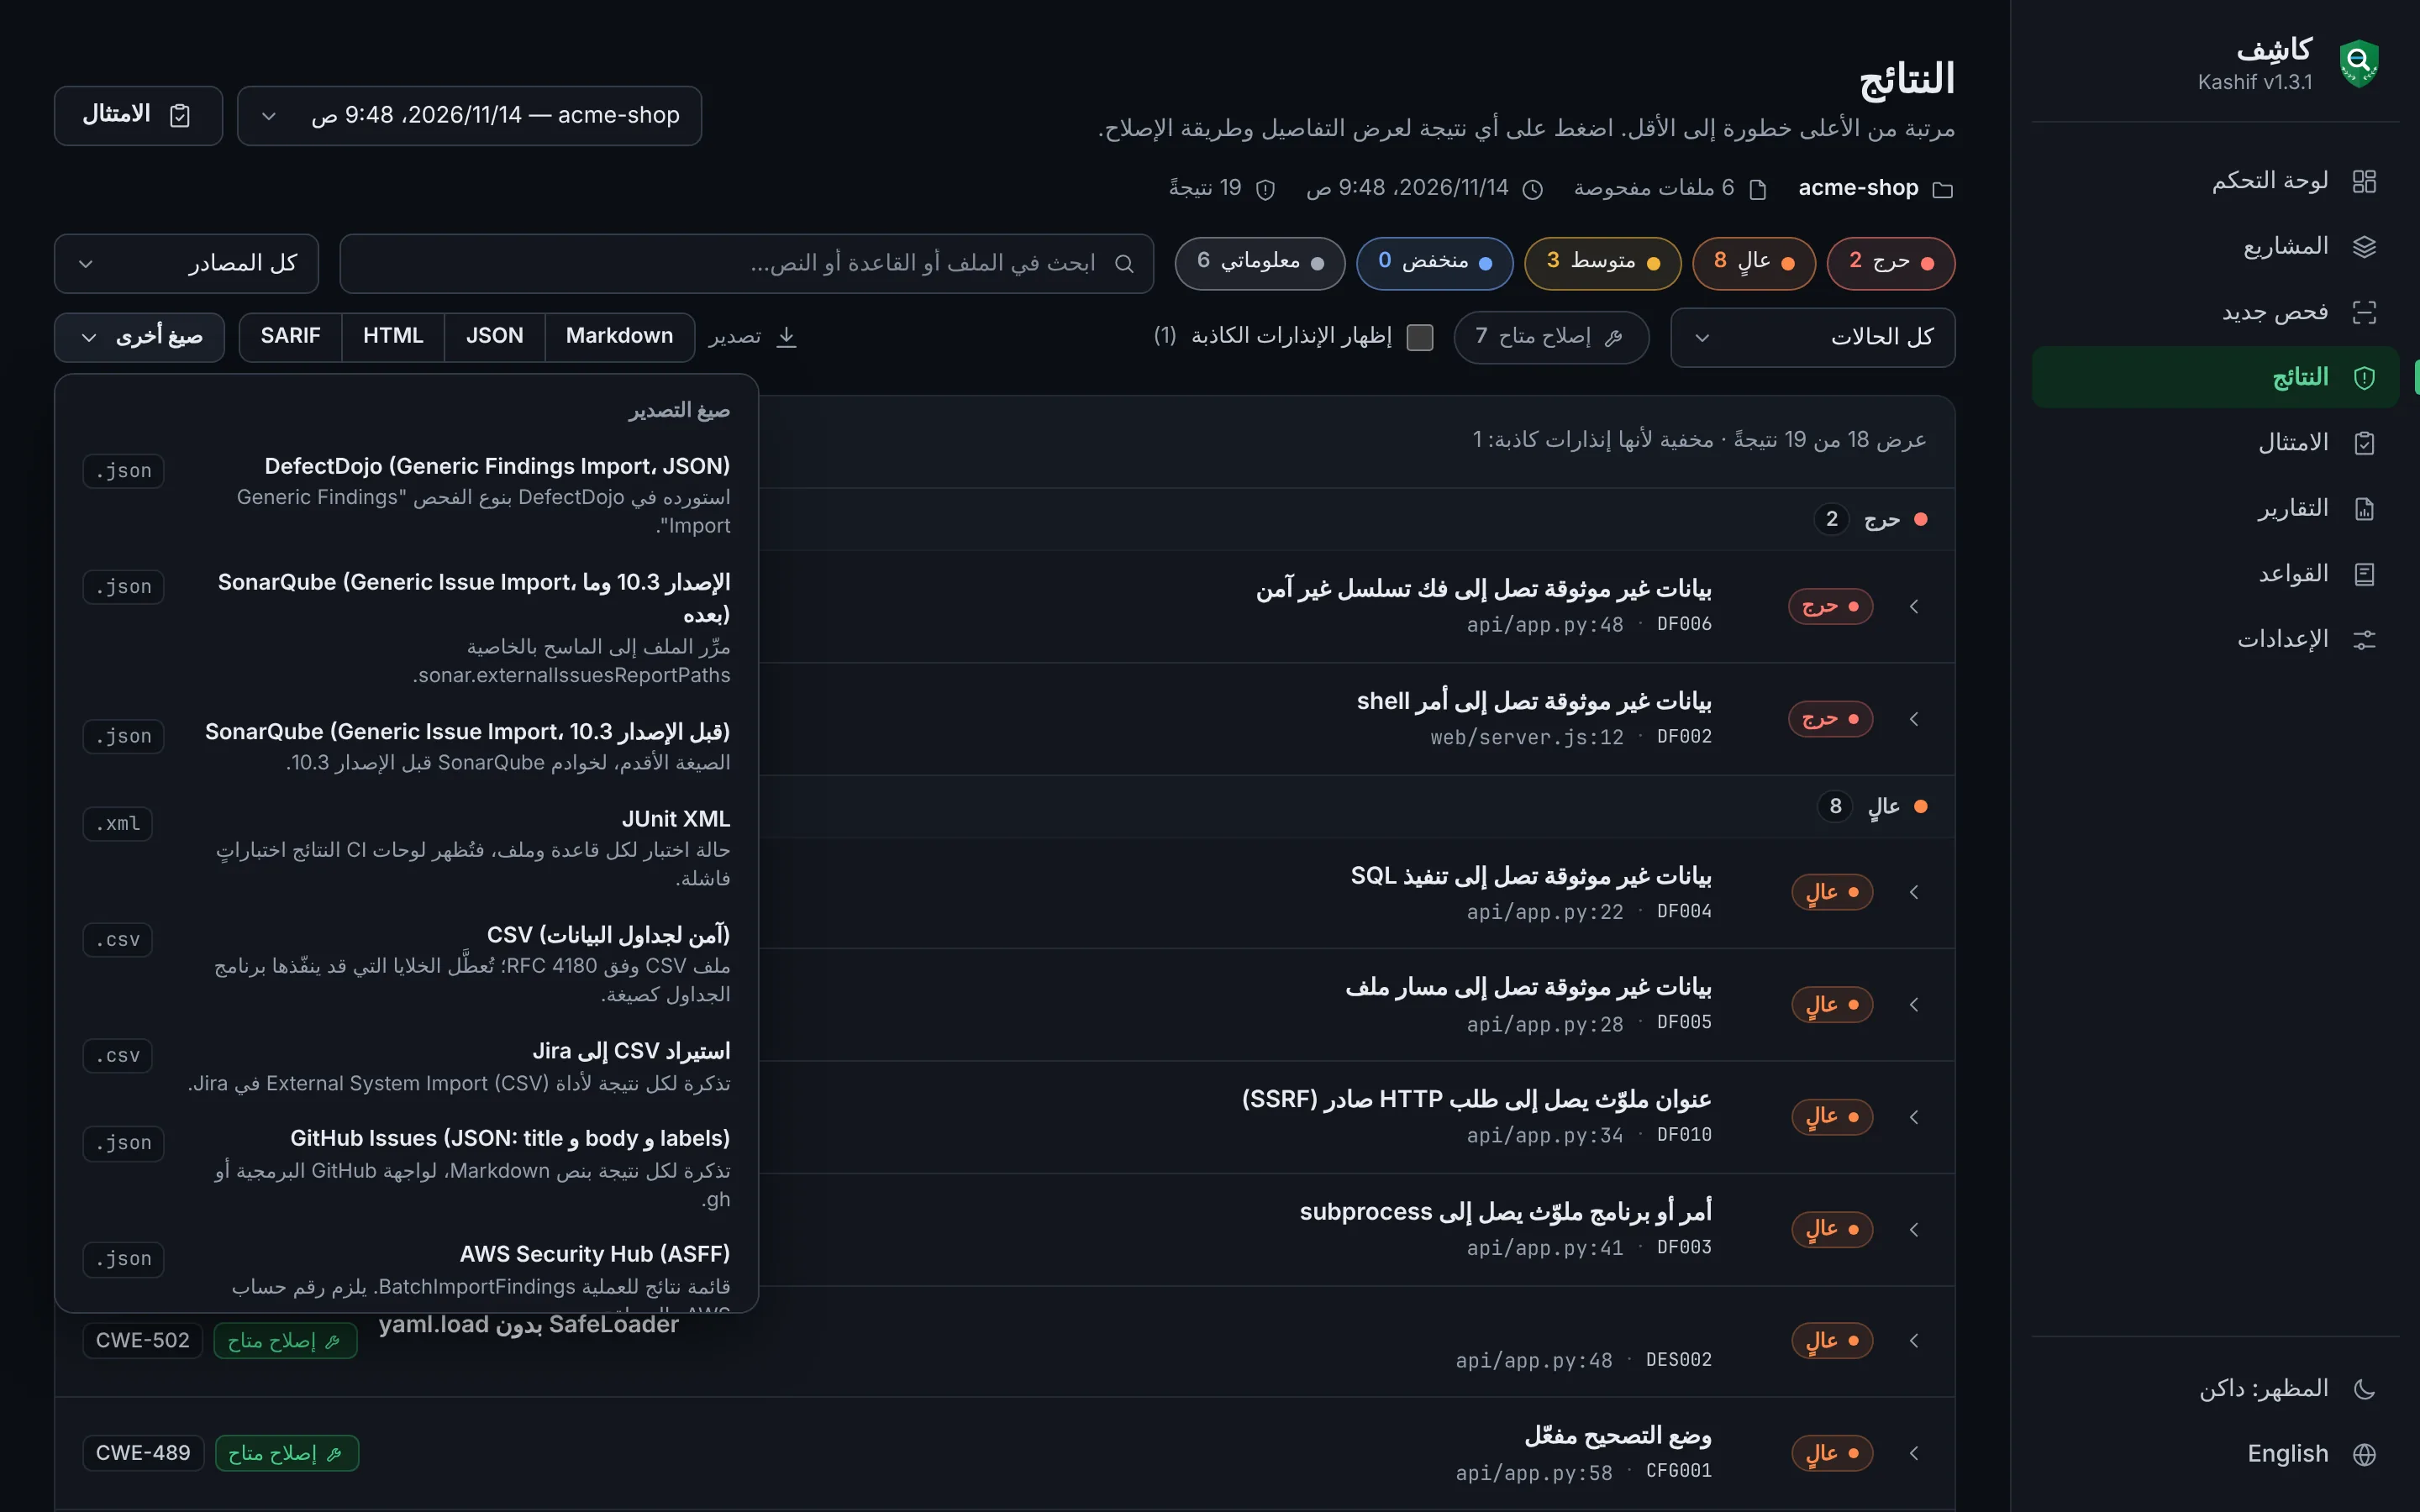 كاشِف
Kashif v1.3.1
لوحة التحكم
المشاريع
فحص جديد
النتائج
الامتثال
التقارير
القواعد
الإعدادات
المظهر: داكن
English
النتائج
مرتبة من الأعلى خطورة إلى الأقل. اضغط على أي نتيجة لعرض التفاصيل وطريقة الإصلاح.
acme-shop — 2026/11/14، 9:48 ص
الامتثال
acme-shop
6 ملفات مفحوصة
2026/11/14، 9:48 ص
19 نتيجةً
حرج 2
عالٍ 8
متوسط 3
منخفض 0
معلوماتي 6
ابحث في الملف أو القاعدة أو النص...
كل المصادر
كل الحالات
إصلاح متاح 7
إظهار الإنذارات الكاذبة (1)
تصدير
Markdown
JSON
HTML
SARIF
صيغ أخرى
عرض 18 من 19 نتيجةً · مخفية لأنها إنذارات كاذبة: 1
حرج 2
حرج
بيانات غير موثوقة تصل إلى فك تسلسل غير آمن
DF006 · api/app.py:48
حرج
بيانات غير موثوقة تصل إلى أمر shell
DF002 · web/server.js:12
عالٍ 8
عالٍ
بيانات غير موثوقة تصل إلى تنفيذ SQL
DF004 · api/app.py:22
عالٍ
بيانات غير موثوقة تصل إلى مسار ملف
DF005 · api/app.py:28
عالٍ
عنوان ملوّث يصل إلى طلب HTTP صادر (SSRF)
DF010 · api/app.py:34
عالٍ
أمر أو برنامج ملوّث يصل إلى subprocess
DF003 · api/app.py:41
عالٍ
yaml.load بدون SafeLoader
DES002 · api/app.py:48
إصلاح متاح
CWE-502
عالٍ
وضع التصحيح مفعّل
CFG001 · api/app.py:58
إصلاح متاح
CWE-489
صيغ التصدير
DefectDojo (Generic Findings Import، JSON)
.json
استورده في DefectDojo بنوع الفحص "Generic Findings
Import".
SonarQube (Generic Issue Import، الإصدار 10.3 وما
بعده)
.json
مرِّر الملف إلى الماسح بالخاصية
sonar.externalIssuesReportPaths.
SonarQube (Generic Issue Import، قبل الإصدار 10.3)
.json
الصيغة الأقدم، لخوادم SonarQube قبل الإصدار 10.3.
JUnit XML
.xml
حالة اختبار لكل قاعدة وملف، فتُظهر لوحات CI النتائج اختباراتٍ
فاشلة.
CSV (آمن لجداول البيانات)
.csv
ملف CSV وفق RFC 4180؛ تُعطَّل الخلايا التي قد ينفّذها برنامج
الجداول كصيغة.
استيراد CSV إلى Jira
.csv
تذكرة لكل نتيجة لأداة External System Import (CSV) في Jira.
GitHub Issues (JSON: title و body و labels)
.json
تذكرة لكل نتيجة بنص Markdown، لواجهة GitHub البرمجية أو
gh.
AWS Security Hub (ASFF)
.json
قائمة نتائج للعملية BatchImportFindings. يلزم رقم حساب